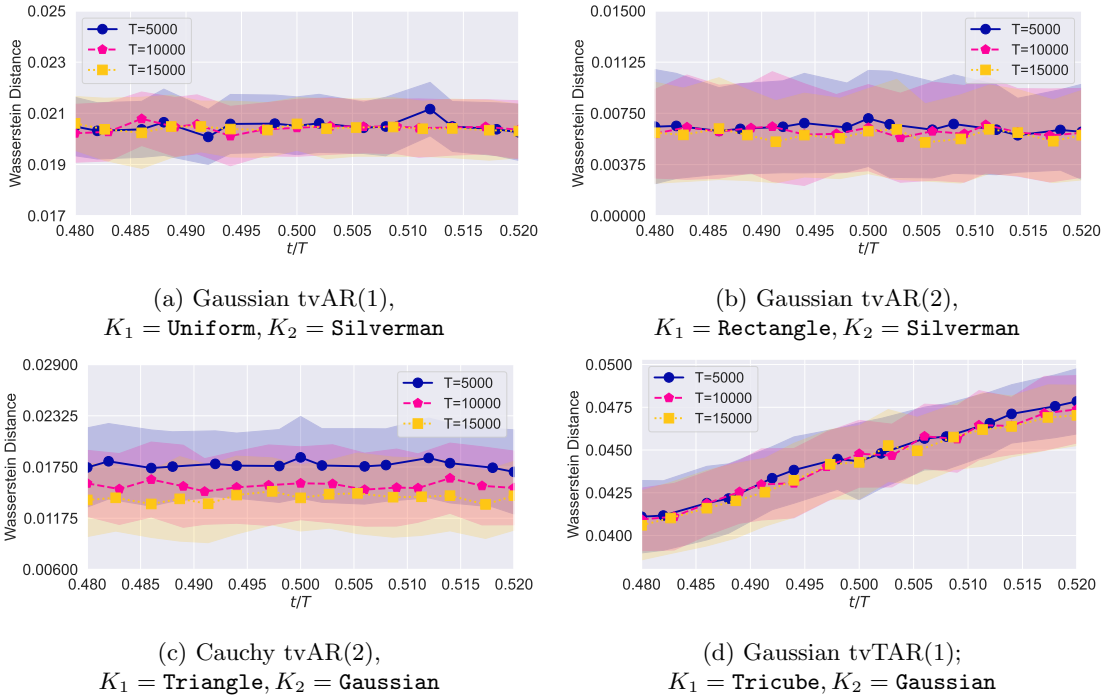 0.025
0.023
0.021
0.019
0.017
Wasserstein Distance
T=5000
T=10000
T=15000
0.480 0.485 0.490 0.495 0.500 0.505 0.510 0.515 0.520
t/T
(a) Gaussian tvAR(1),
K₁ = Uniform, K₂ = Silverman
0.01500
0.01125
0.00750
0.00375
0.00000
Wasserstein Distance
T=5000
T=10000
T=15000
0.480 0.485 0.490 0.495 0.500 0.505 0.510 0.515 0.520
t/T
(b) Gaussian tvAR(2),
K₁ = Rectangle, K₂ = Silverman
0.02900
0.02325
0.01750
0.01175
0.00600
Wasserstein Distance
T=5000
T=10000
T=15000
0.480 0.485 0.490 0.495 0.500 0.505 0.510 0.515 0.520
t/T
(c) Cauchy tvAR(2),
K₁ = Triangle, K₂ = Gaussian
0.0500
0.0475
0.0450
0.0425
0.0400
Wasserstein Distance
T=5000
T=10000
T=15000
0.480 0.485 0.490 0.495 0.500 0.505 0.510 0.515 0.520
t/T
(d) Gaussian tvTAR(1);
K₁ = Tricube, K₂ = Gaussian